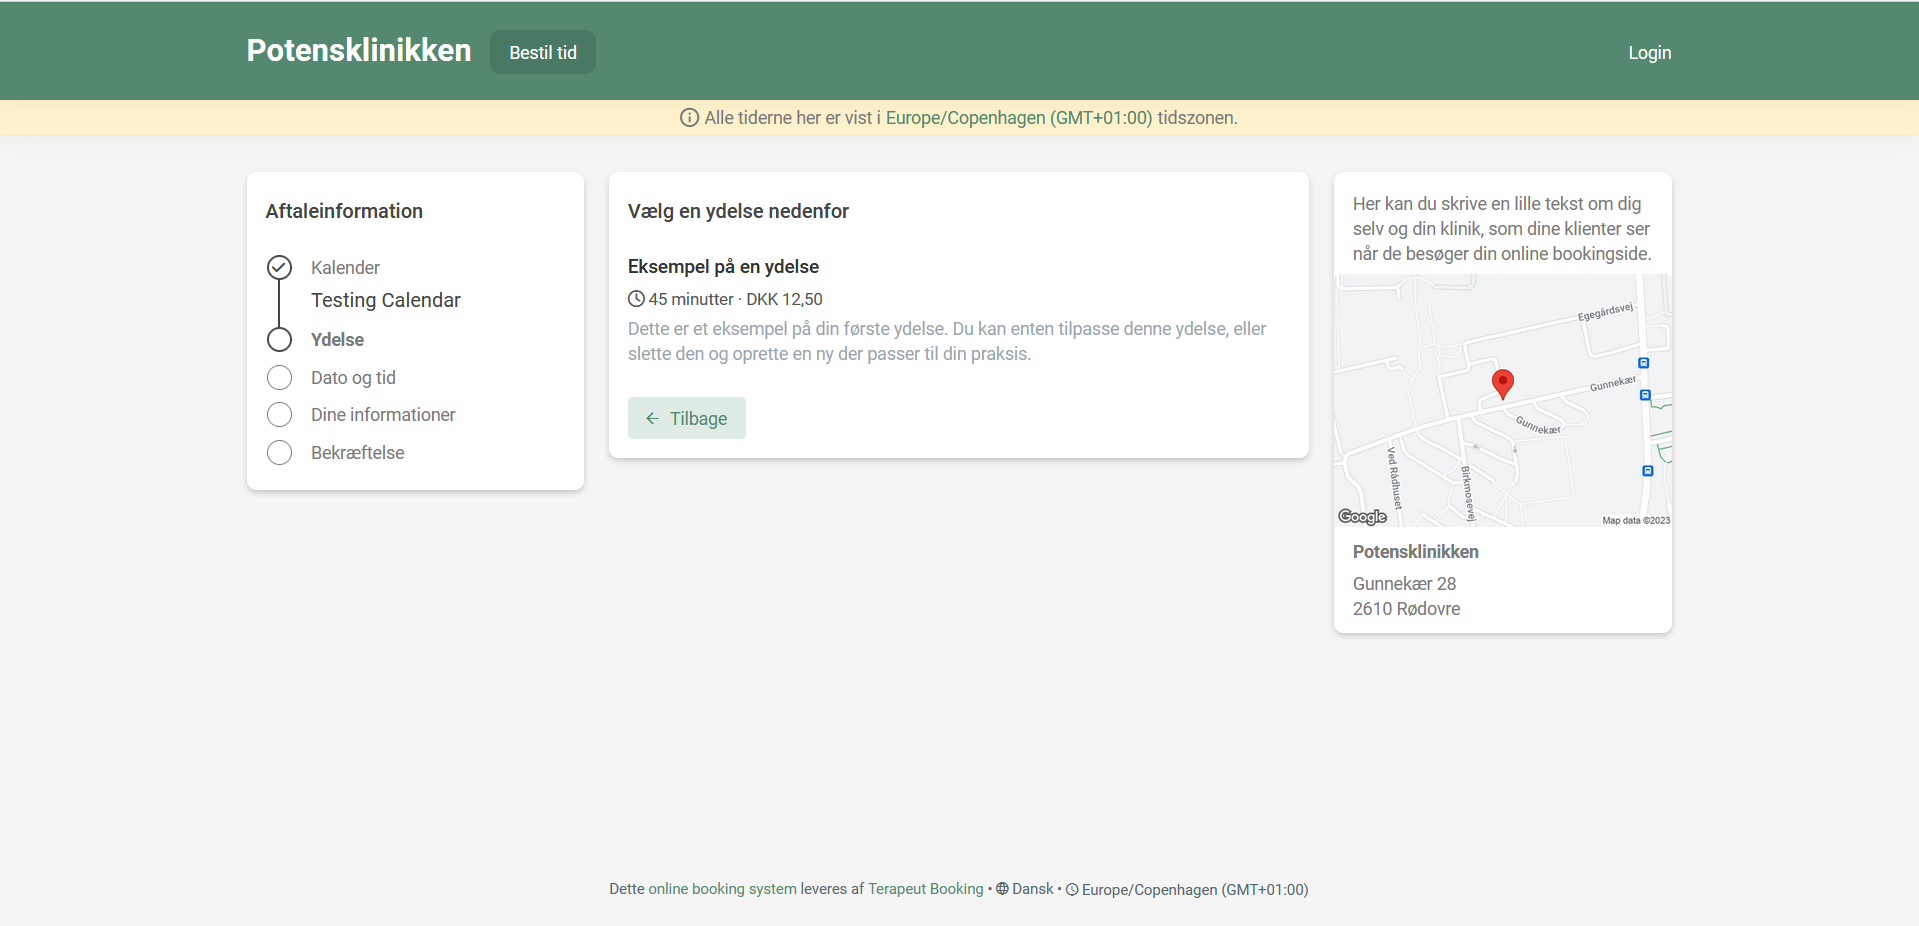 Potensklinikken
Bestil tid
Login
Alle tiderne her er vist i Europe/Copenhagen (GMT+01:00) tidszonen.
Aftaleinformation
Kalender
Testing Calendar
Ydelse
Dato og tid
Dine informationer
Bekræftelse
Vælg en ydelse nedenfor
Eksempel på en ydelse
45 minutter · DKK 12,50
Dette er et eksempel på din første ydelse. Du kan enten tilpasse denne ydelse, eller
slette den og oprette en ny der passer til din praksis.
← Tilbage
Her kan du skrive en lille tekst om dig
selv og din klinik, som dine klienter ser
når de besøger din online bookingside.
Egegårdsvej
Gunnekær
Gunnekær
Ved Rådhuset
Birkmosevej
Google
Map data ©2023
Potensklinikken
Gunnekær 28
2610 Rødovre
Dette online booking system leveres af Terapeut Booking • Dansk • Europe/Copenhagen (GMT+01:00)